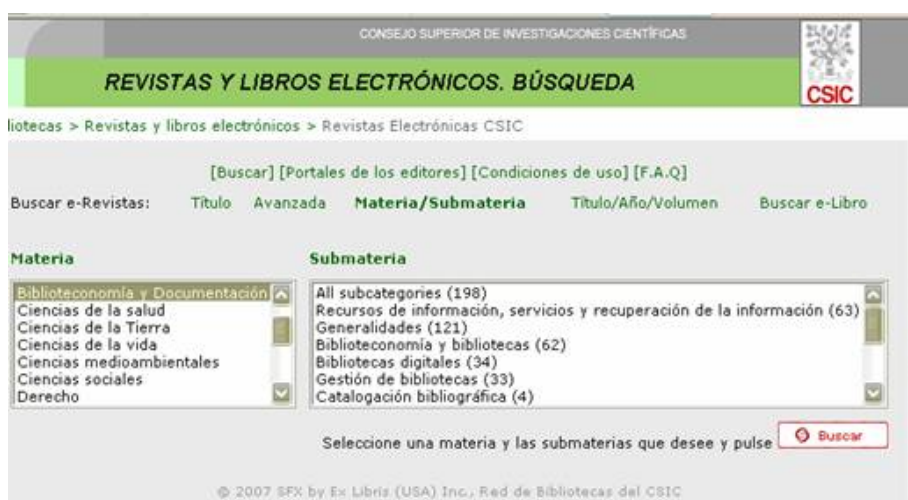 CONSEJO SUPERIOR DE INVESTIGACIONES CIENTÍFICAS
REVISTAS Y LIBROS ELECTRÓNICOS. BÚSQUEDA
CSIC
liotecas > Revistas y libros electrónicos > Revistas Electrónicas CSIC
[Buscar] [Portales de los editores] [Condiciones de uso] [F.A.Q]
Buscar e-Revistas: Título Avanzada Materia/Submateria Título/Año/Volumen Buscar e-Libro
Materia
Biblioteconomía y Documentación
Ciencias de la salud
Ciencias de la Tierra
Ciencias de la vida
Ciencias medioambientales
Ciencias sociales
Derecho
Submateria
All subcategories (198)
Recursos de información, servicios y recuperación de la información (63)
Generalidades (121)
Biblioteconomía y bibliotecas (62)
Bibliotecas digitales (34)
Gestión de bibliotecas (33)
Catalogación bibliográfica (4)
Seleccione una materia y las submaterias que desee y pulse Buscar
© 2007 SFX by Ex Libris (USA) Inc., Red de Bibliotecas del CSIC